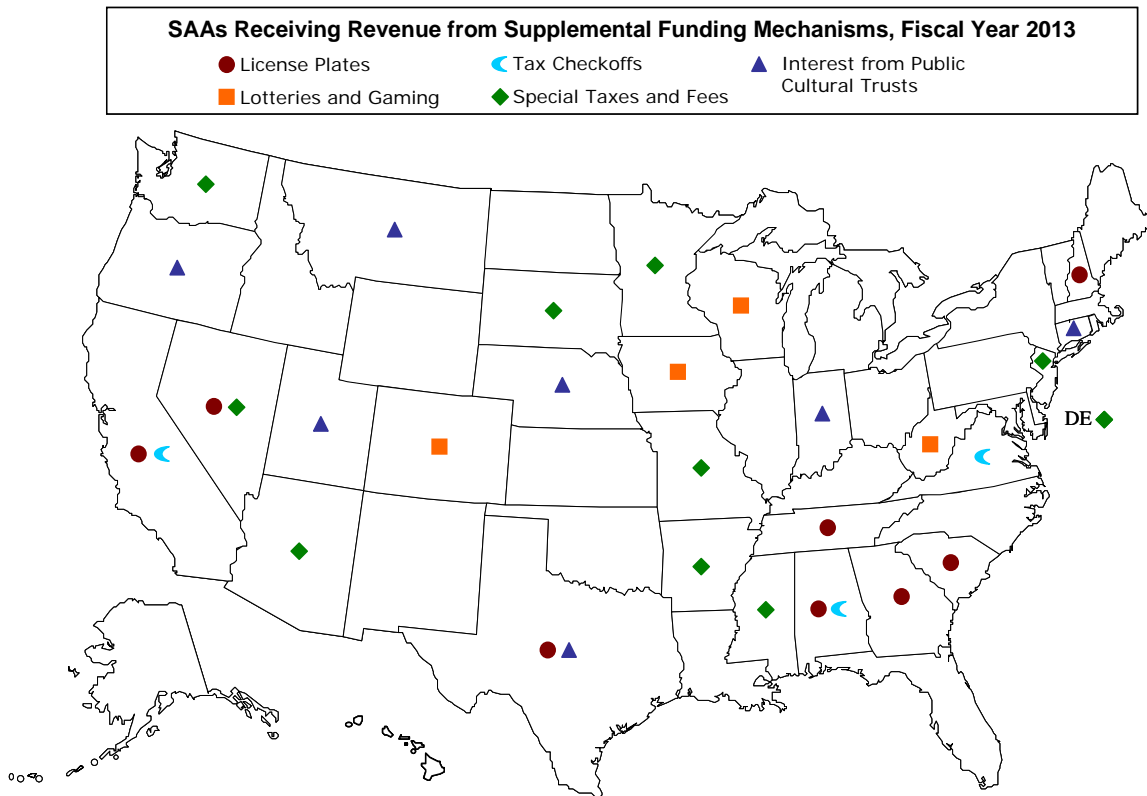 SAAs Receiving Revenue from Supplemental Funding Mechanisms, Fiscal Year 2013
License Plates
Tax Checkoffs
Interest from Public
Cultural Trusts
Lotteries and Gaming
Special Taxes and Fees
DE